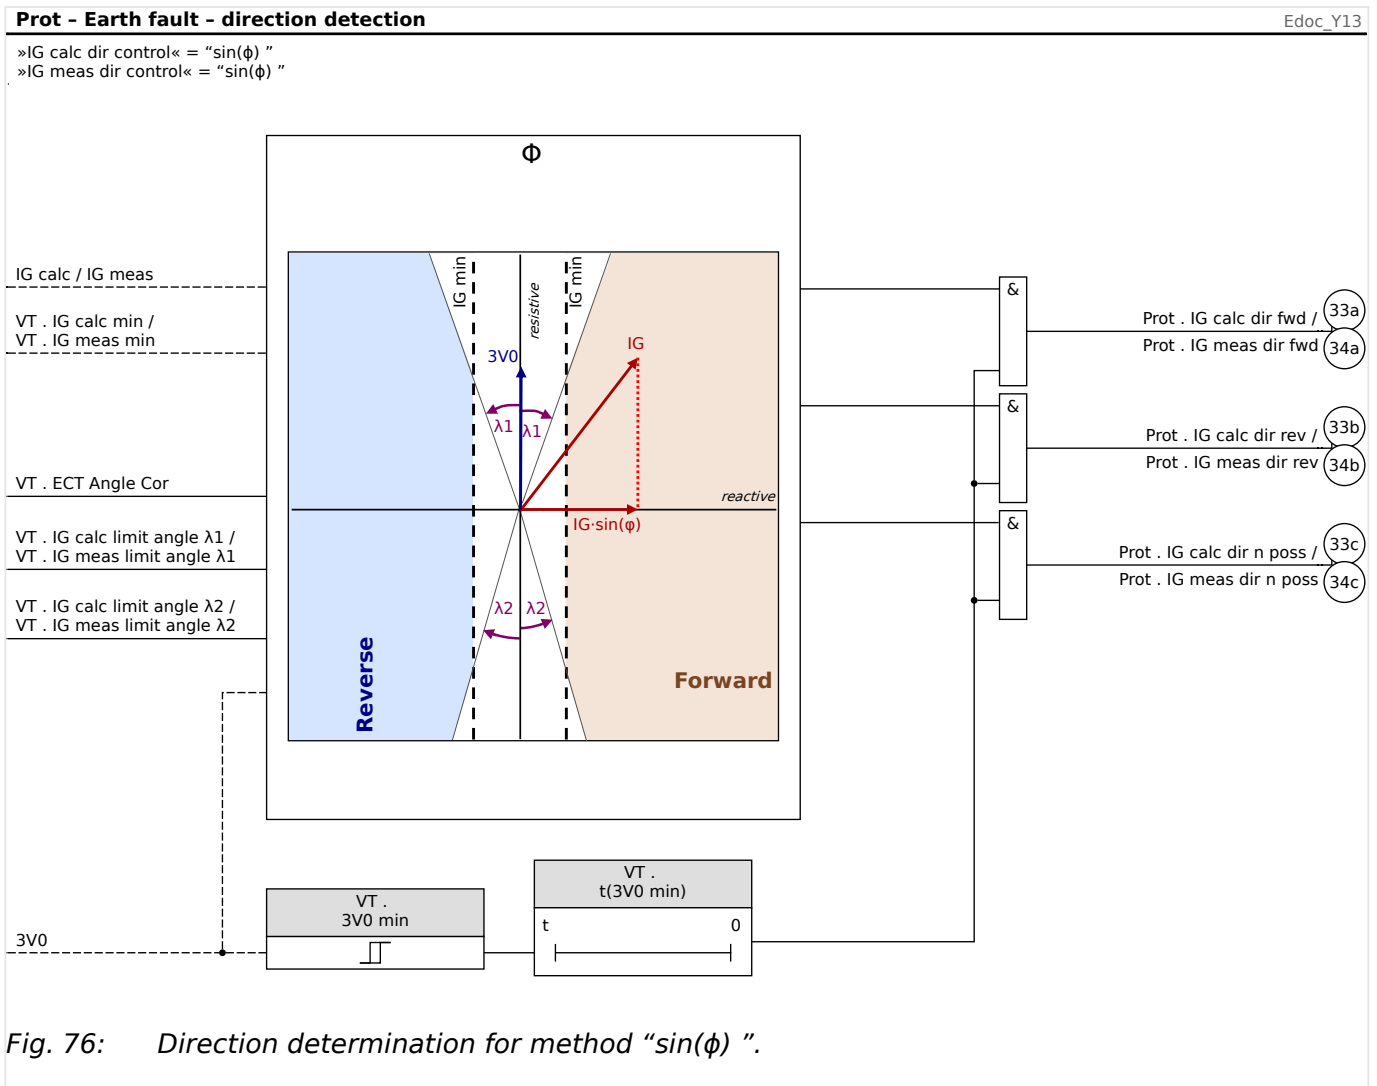 Prot – Earth fault – direction detection
Edoc_Y13
»IG calc dir control« = “sin(ϕ) ”
»IG meas dir control« = “sin(ϕ) ”
Φ
IG calc / IG meas
VT . IG calc min /
VT . IG meas min
VT . ECT Angle Cor
VT . IG calc limit angle λ1 /
VT . IG meas limit angle λ1
VT . IG calc limit angle λ2 /
VT . IG meas limit angle λ2
3V0
IG min
resistive
IG min
3V0
IG
λ1
λ1
reactive
IG·sin(φ)
λ2
λ2
Reverse
Forward
&
Prot . IG calc dir fwd /
33a
Prot . IG meas dir fwd
34a
&
Prot . IG calc dir rev /
33b
Prot . IG meas dir rev
34b
&
Prot . IG calc dir n poss /
33c
Prot . IG meas dir n poss
34c
VT .
3V0 min
VT .
t(3V0 min)
t
0
Fig. 76: Direction determination for method “sin(ϕ) ”.